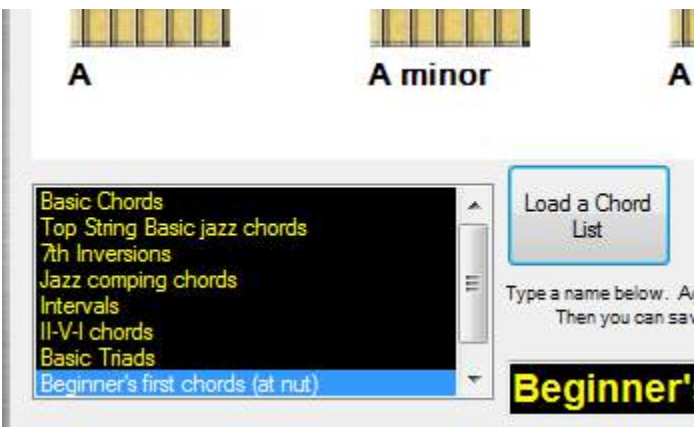 A
A minor
A
Basic Chords
Top String Basic jazz chords
7th Inversions
Jazz comping chords
Intervals
II-V-I chords
Basic Triads
Beginner's first chords (at nut)
Load a Chord
List
Type a name below. A
Then you can sav
Beginner's